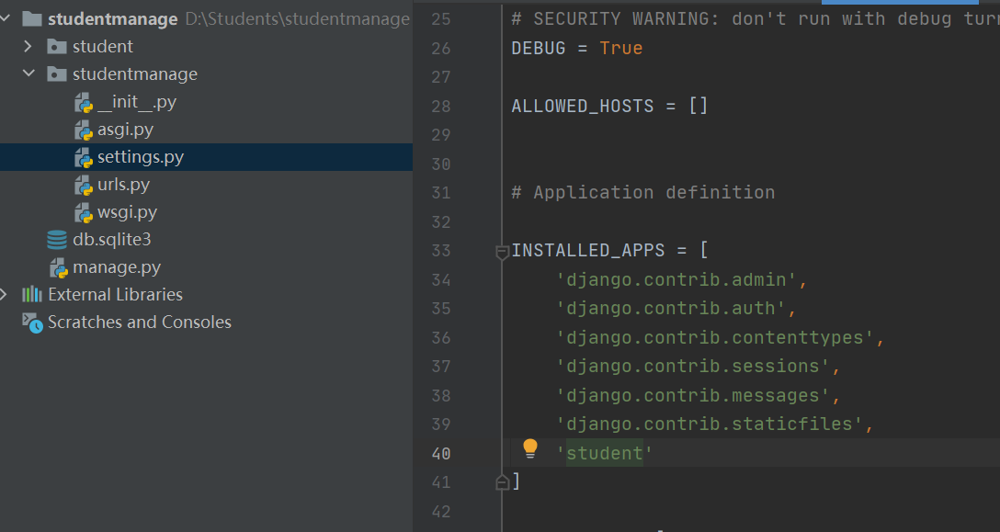 studentmanage D:\Students\studentmanage
student
studentmanage
__init__.py
asgi.py
settings.py
urls.py
wsgi.py
db.sqlite3
manage.py
External Libraries
Scratches and Consoles
25 # SECURITY WARNING: don't run with debug turn
26 DEBUG = True
27
28 ALLOWED_HOSTS = []
29
30
31 # Application definition
32
33 INSTALLED_APPS = [
34 'django.contrib.admin',
35 'django.contrib.auth',
36 'django.contrib.contenttypes',
37 'django.contrib.sessions',
38 'django.contrib.messages',
39 'django.contrib.staticfiles',
40 'student'
41 ]
42